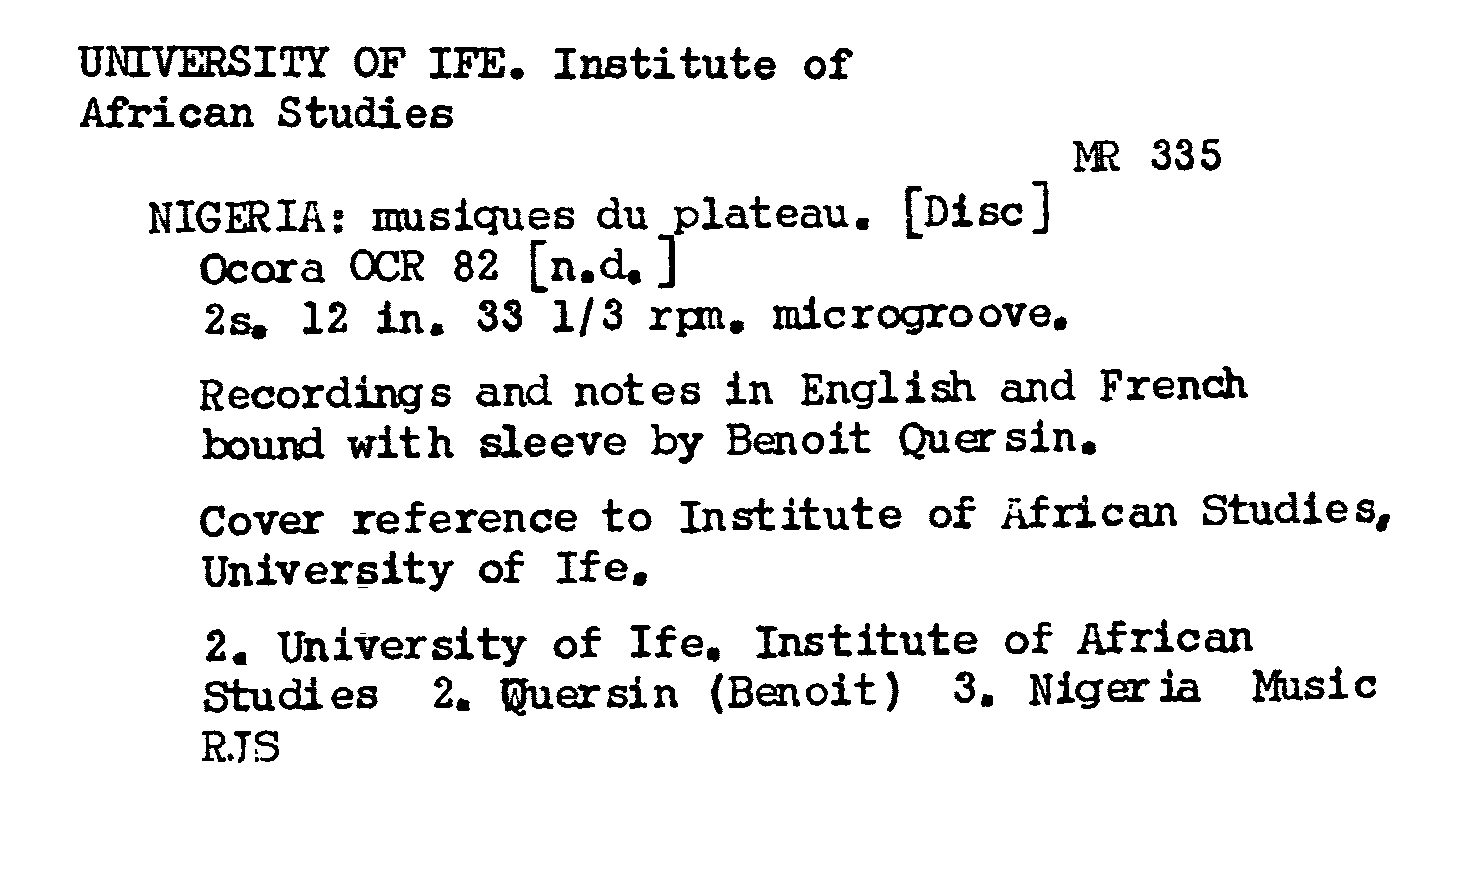 UNIVERSITY OF IFE. Institute of
African Studies
MR 335
NIGERIA: musiques du plateau. [Disc]
Ocora OCR 82 [n.d.]
2s. 12 in. 33 1/3 rpm. microgroove.
Recordings and notes in English and French
bound with sleeve by Benoit Quersin.
Cover reference to Institute of African Studies,
University of Ife.
2. University of Ife. Institute of African
Studies 2. Quersin (Benoit) 3. Nigeria Music
RJS